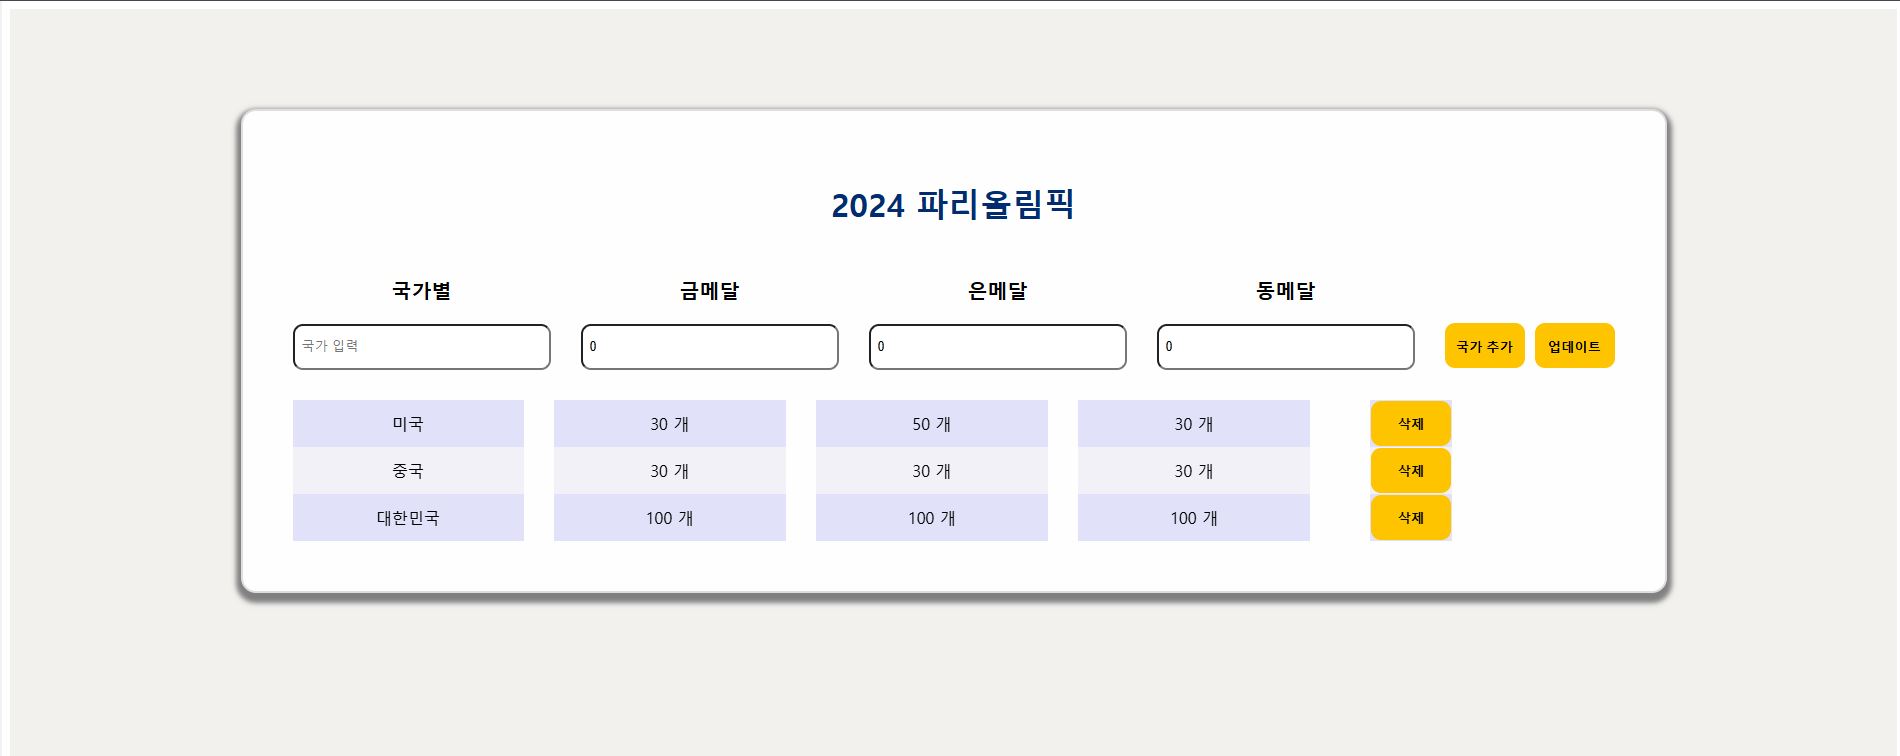 2024 파리올림픽
국가별 금메달 은메달 동메달
국가 입력 0 0 0 국가 추가 업데이트
미국 30 개 50 개 30 개 삭제
중국 30 개 30 개 30 개 삭제
대한민국 100 개 100 개 100 개 삭제